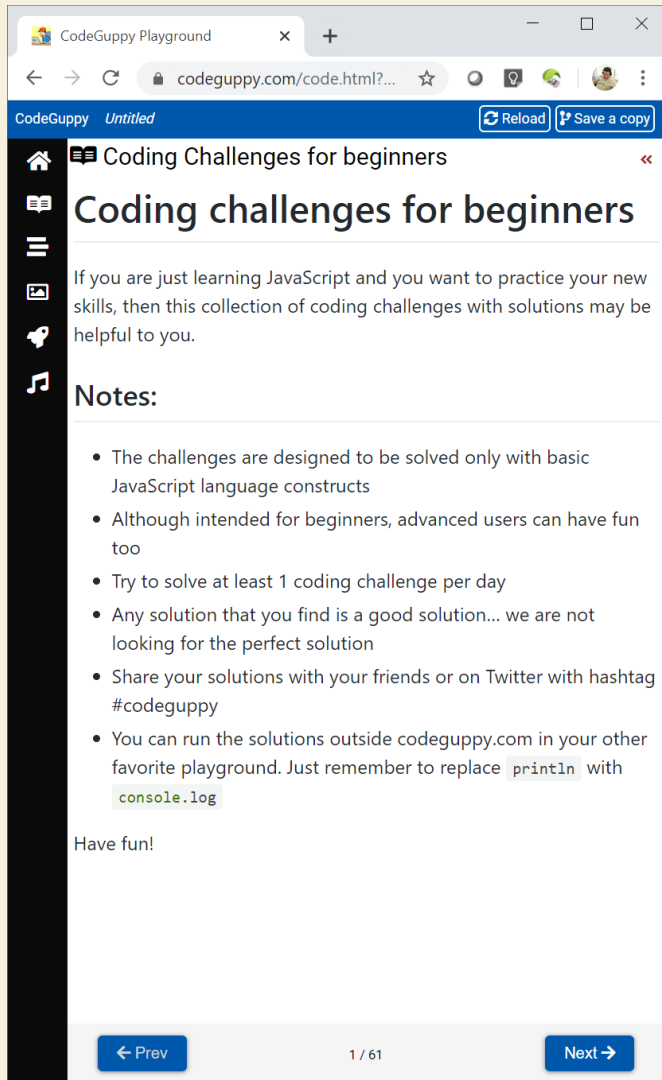 CodeGuppy Playground
codeguppy.com/code.html?...
CodeGuppy Untitled Reload Save a copy
Coding Challenges for beginners
Coding challenges for beginners
If you are just learning JavaScript and you want to practice your new
skills, then this collection of coding challenges with solutions may be
helpful to you.
Notes:
• The challenges are designed to be solved only with basic
JavaScript language constructs
• Although intended for beginners, advanced users can have fun
too
• Try to solve at least 1 coding challenge per day
• Any solution that you find is a good solution... we are not
looking for the perfect solution
• Share your solutions with your friends or on Twitter with hashtag
#codeguppy
• You can run the solutions outside codeguppy.com in your other
favorite playground. Just remember to replace println with
console.log
Have fun!
← Prev 1 / 61 Next →